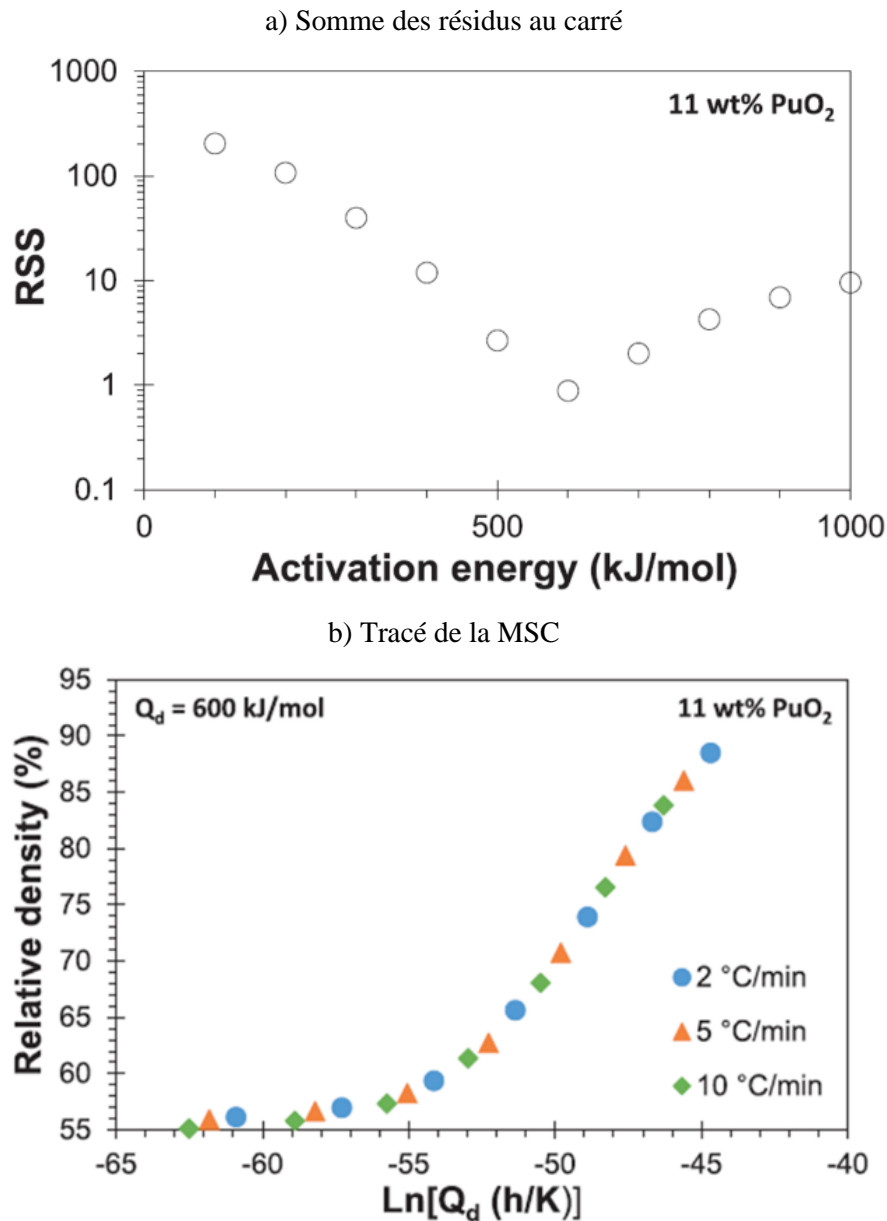 a) Somme des résidus au carré
1000
100
10
1
0.1
RSS
11 wt% PuO₂
0
500
1000
Activation energy (kJ/mol)
b) Tracé de la MSC
95
90
85
80
75
70
65
60
55
Relative density (%)
Q_d = 600 kJ/mol
11 wt% PuO₂
2 °C/min
5 °C/min
10 °C/min
-65
-60
-55
-50
-45
-40
Ln[Q_d (h/K)]